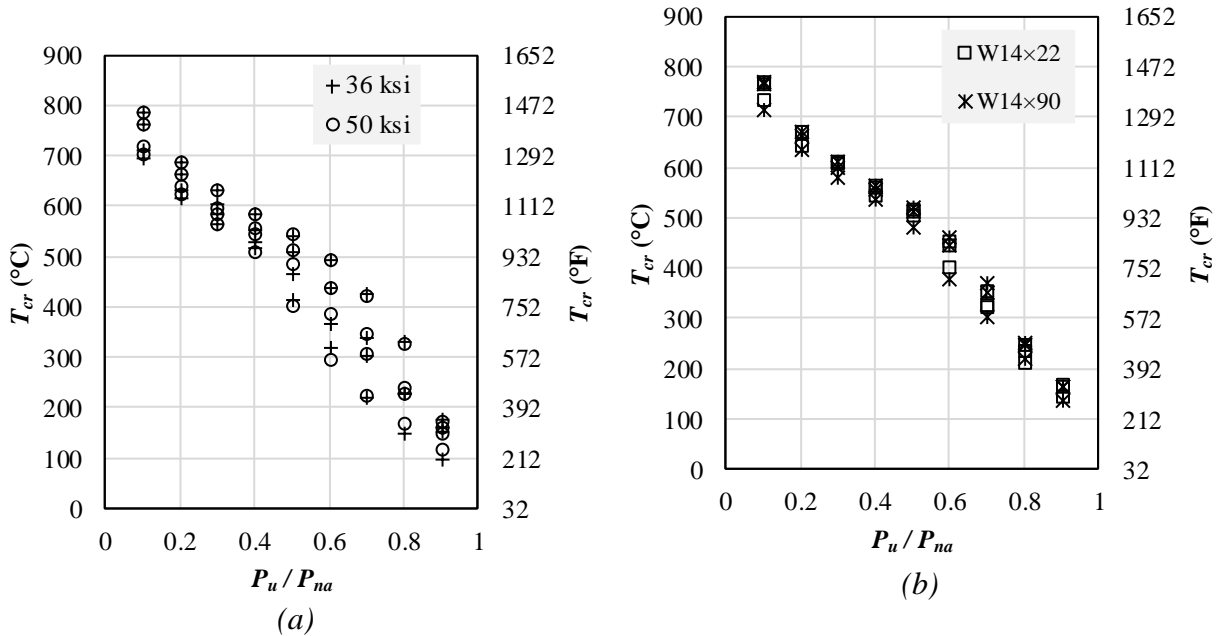 900
800
700
600
500
400
300
200
100
0
T_cr (°C)
1652
1472
1292
1112
932
752
572
392
212
32
T_cr (°F)
36 ksi
50 ksi
0 0.2 0.4 0.6 0.8 1
P_u / P_na
(a)
900
800
700
600
500
400
300
200
100
0
T_cr (°C)
1652
1472
1292
1112
932
752
572
392
212
32
T_cr (°F)
W14×22
W14×90
0 0.2 0.4 0.6 0.8 1
P_u / P_na
(b)